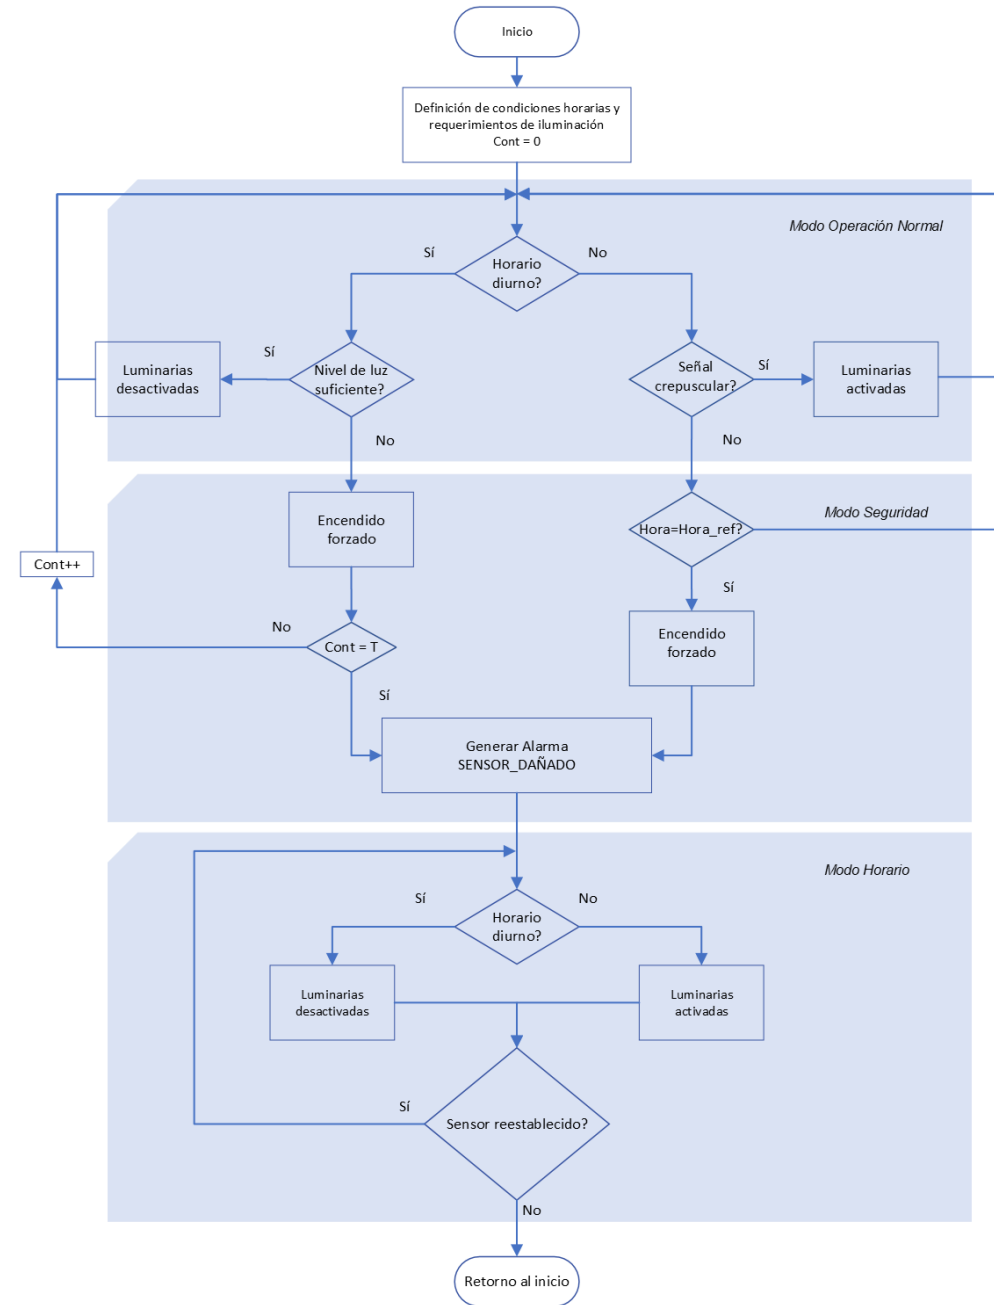 Inicio
Definición de condiciones horarias y
requerimientos de iluminación
Cont = 0
Modo Operación Normal
Sí
Horario
diurno?
No
Luminarias
desactivadas
Sí
Nivel de luz
suficiente?
Señal
crepuscular?
Sí
Luminarias
activadas
No
No
Modo Seguridad
Encendido
forzado
Hora=Hora_ref?
Cont++
Sí
No
Cont = T
Encendido
forzado
Sí
Generar Alarma
SENSOR_DAÑADO
Modo Horario
Sí
Horario
diurno?
No
Luminarias
desactivadas
Luminarias
activadas
Sí
Sensor reestablecido?
No
Retorno al inicio